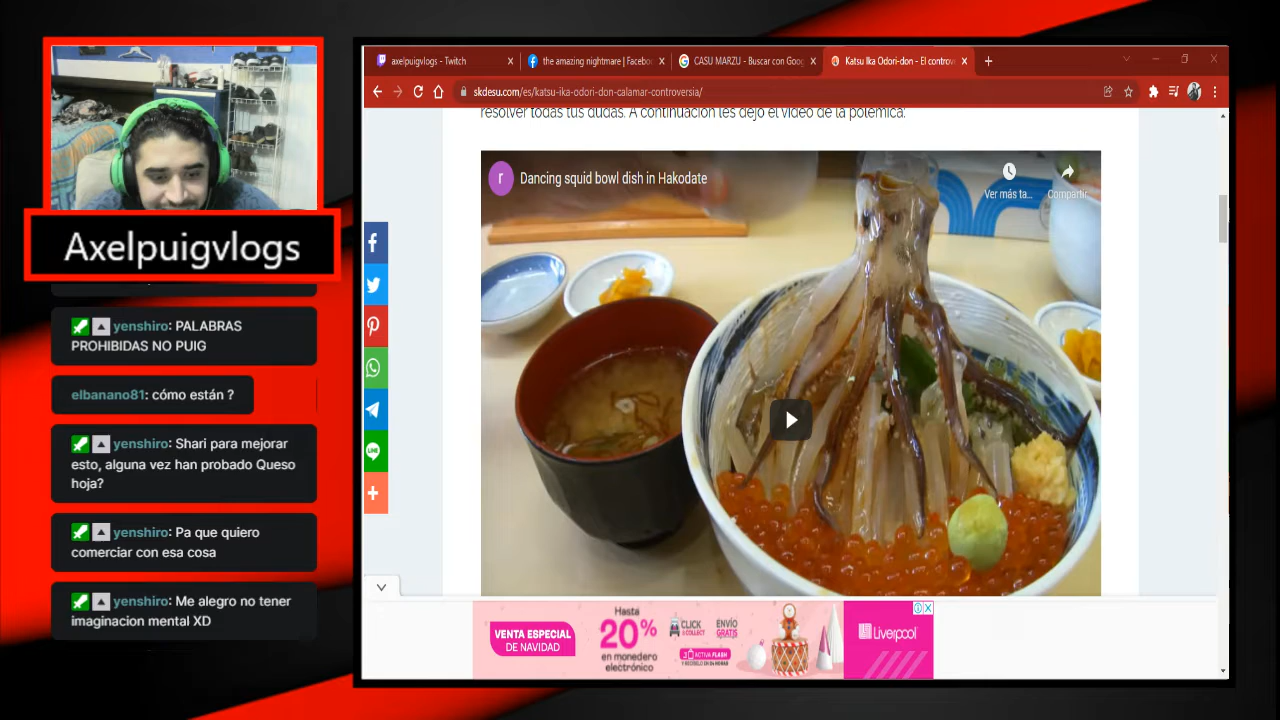 axelpuigvlogs - Twitch
the amazing nightmare | Facebo
CASU MARZU - Buscar con Goog
Katsu Ika Odori-don - El controv
skdesu.com/es/katsu-ika-odori-don-calamar-controversia/
resolver todas tus dudas. A continuación les dejo el video de la polémica:
r
Dancing squid bowl dish in Hakodate
Ver más ta...
Compartir
Axelpuigvlogs
yenshiro: PALABRAS
PROHIBIDAS NO PUIG
elbanano81: cómo están ?
yenshiro: Shari para mejorar
esto, alguna vez han probado Queso
hoja?
yenshiro: Pa que quiero
comerciar con esa cosa
yenshiro: Me alegro no tener
imaginacion mental XD
LINE
VENTA ESPECIAL
DE NAVIDAD
Hasta
20%
en monedero
electrónico
CLICK
& COLLECT
ENVÍO
GRATIS
ACTIVA FLASH
Liverpool